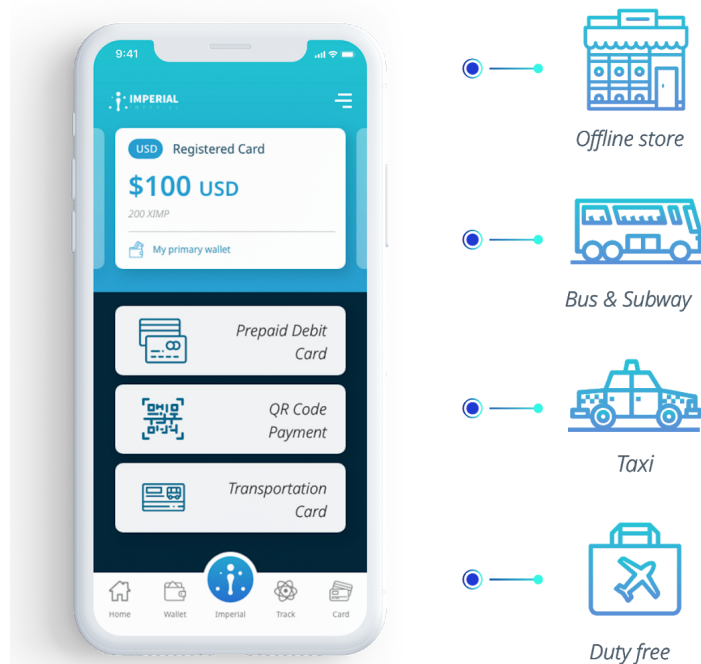 9:41
IMPERIAL
USD Registered Card
$100 USD
200 XIMP
My primary wallet
Prepaid Debit
Card
QR Code
Payment
Transportation
Card
Home Wallet Imperial Track Card
Offline store
Bus & Subway
Taxi
Duty free